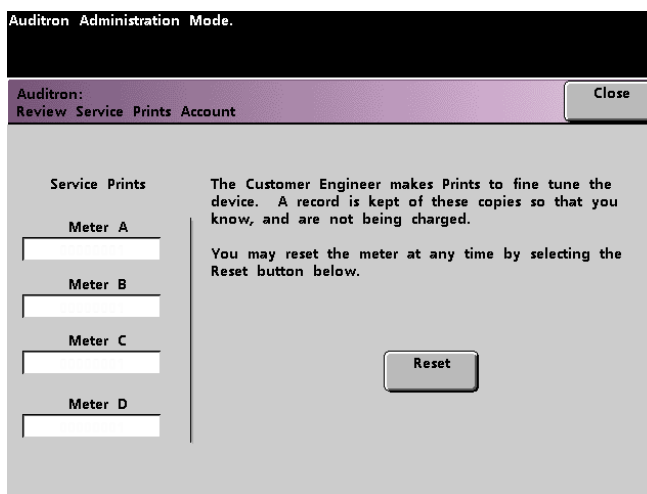 Auditron Administration Mode.
Auditron:
Review Service Prints Account
Close
Service Prints
Meter A
Meter B
Meter C
Meter D
The Customer Engineer makes Prints to fine tune the
device. A record is kept of these copies so that you
know, and are not being charged.
You may reset the meter at any time by selecting the
Reset button below.
Reset